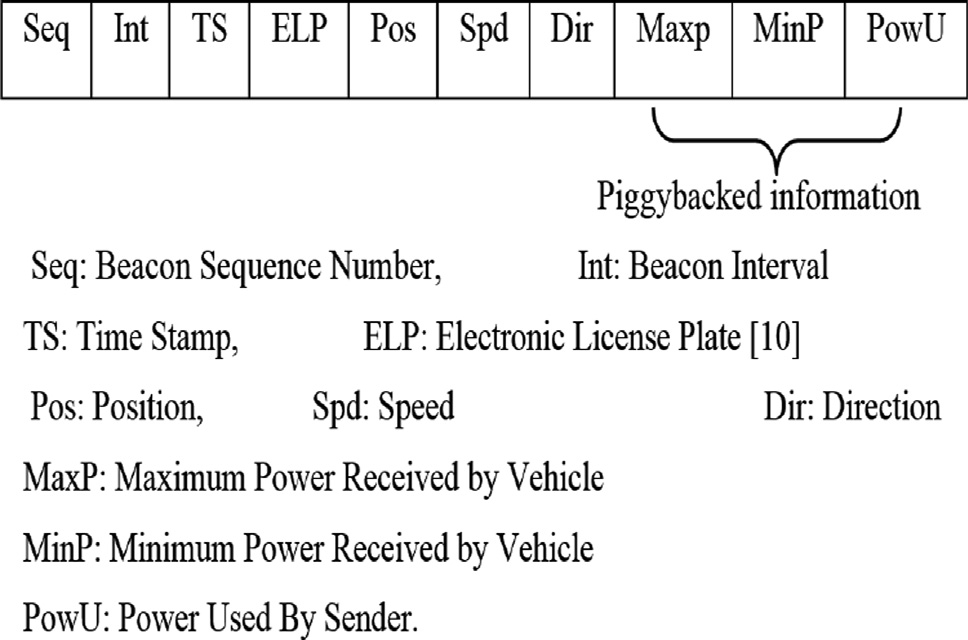 Seq Int TS ELP Pos Spd Dir Maxp MinP PowU
Piggybacked information
Seq: Beacon Sequence Number, Int: Beacon Interval
TS: Time Stamp, ELP: Electronic License Plate [10]
Pos: Position, Spd: Speed Dir: Direction
MaxP: Maximum Power Received by Vehicle
MinP: Minimum Power Received by Vehicle
PowU: Power Used By Sender.